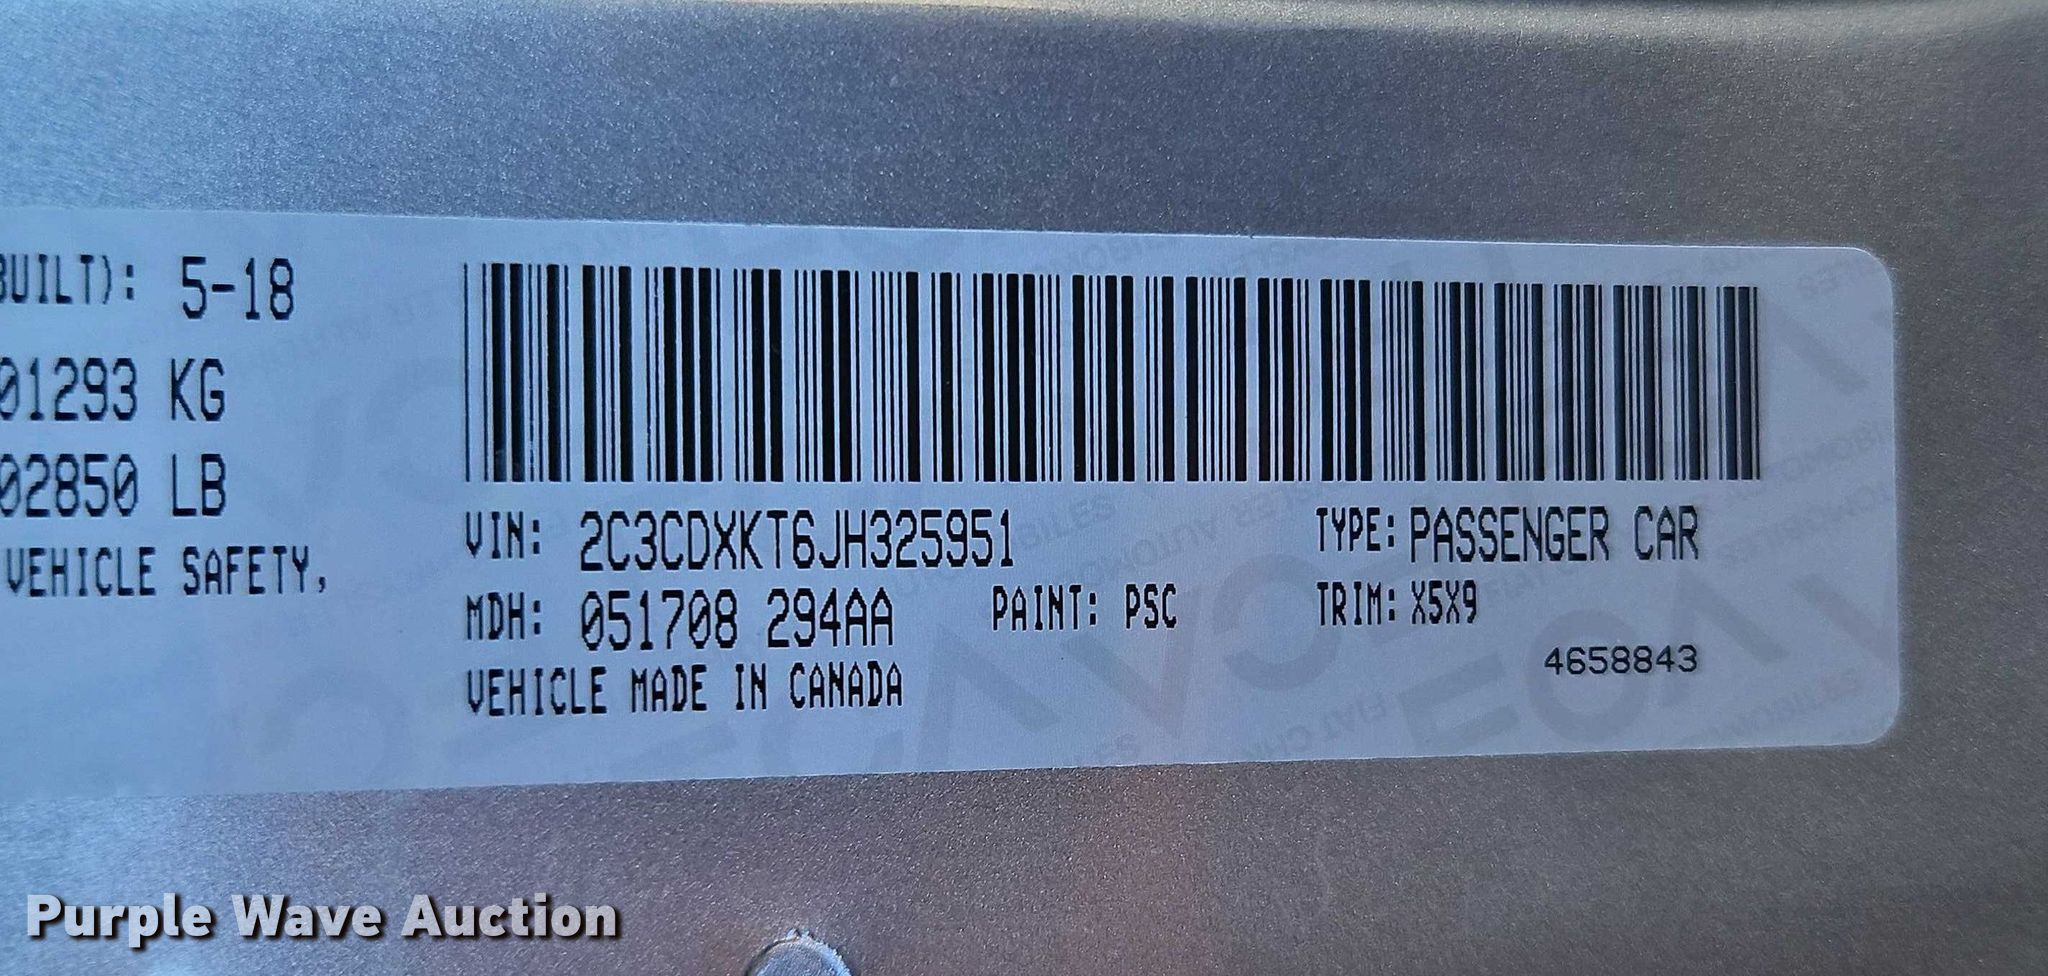 BUILT): 5-18
01293 KG
02850 LB
VEHICLE SAFETY,
VIN: 2C3CDXKT6JH325951
TYPE: PASSENGER CAR
MDH: 051708 294AA
PAINT: PSC
TRIM: X5X9
VEHICLE MADE IN CANADA
4658843
Purple Wave Auction